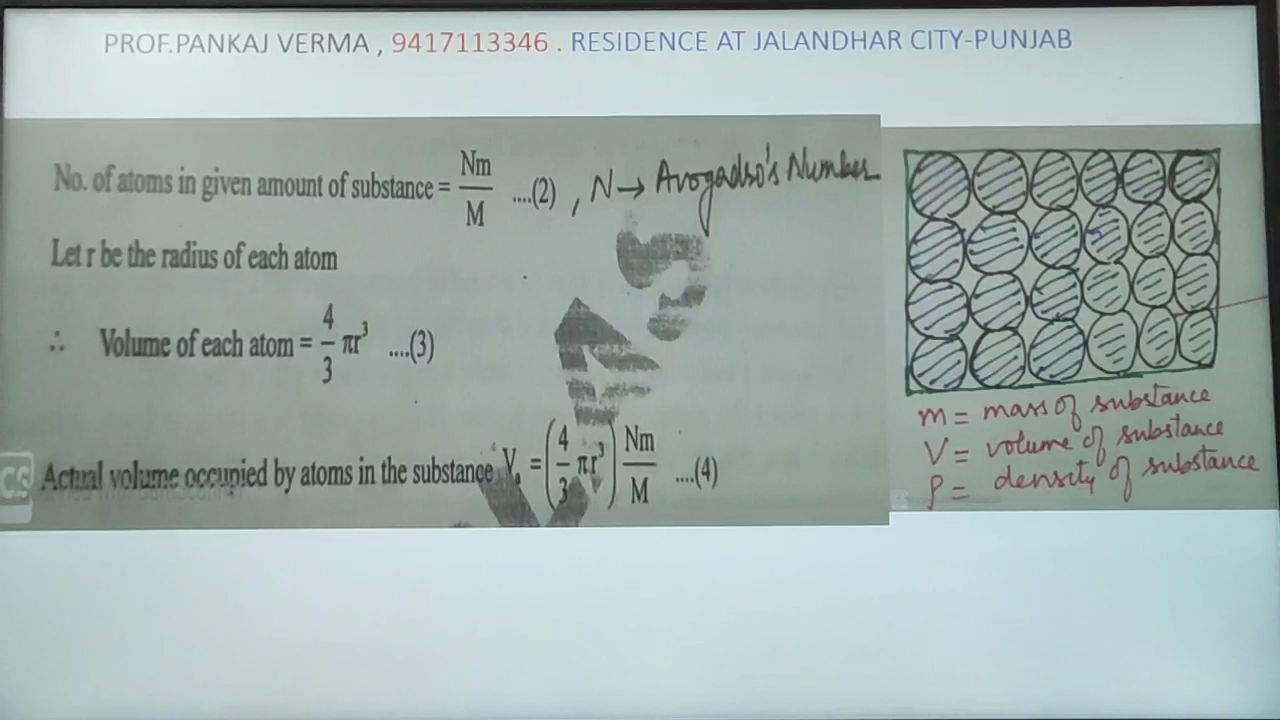 PROF.PANKAJ VERMA , 9417113346 . RESIDENCE AT JALANDHAR CITY-PUNJAB
No. of atoms in given amount of substance = Nm/M ....(2) , N → Avogadro's Number
Let r be the radius of each atom
∴ Volume of each atom = 4/3 πr³ ....(3)
Actual volume occupied by atoms in the substance Vₐ = (4/3 πr³) Nm/M ....(4)
m = mass of substance
V = volume of substance
ρ = density of substance
CS